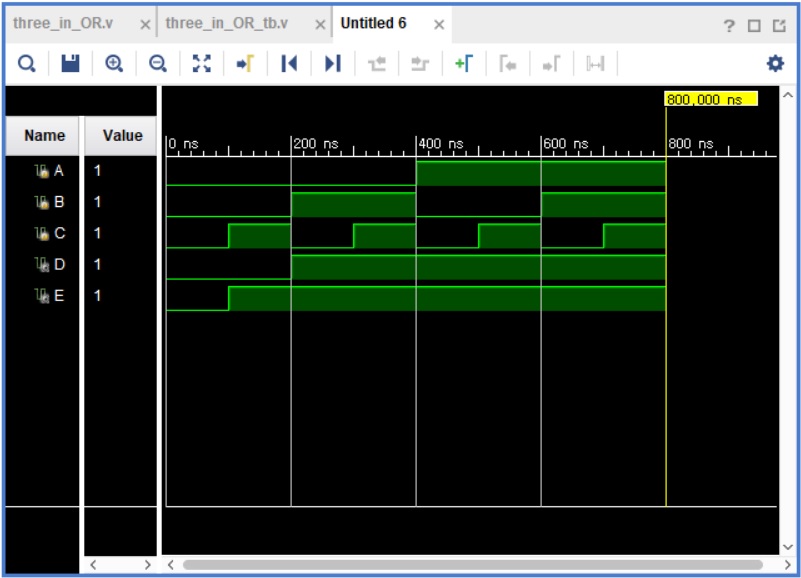 three_in_OR.v × three_in_OR_tb.v × Untitled 6 × ?
800,000 ns
Name Value 0 ns 200 ns 400 ns 600 ns 800 ns
A 1
B 1
C 1
D 1
E 1